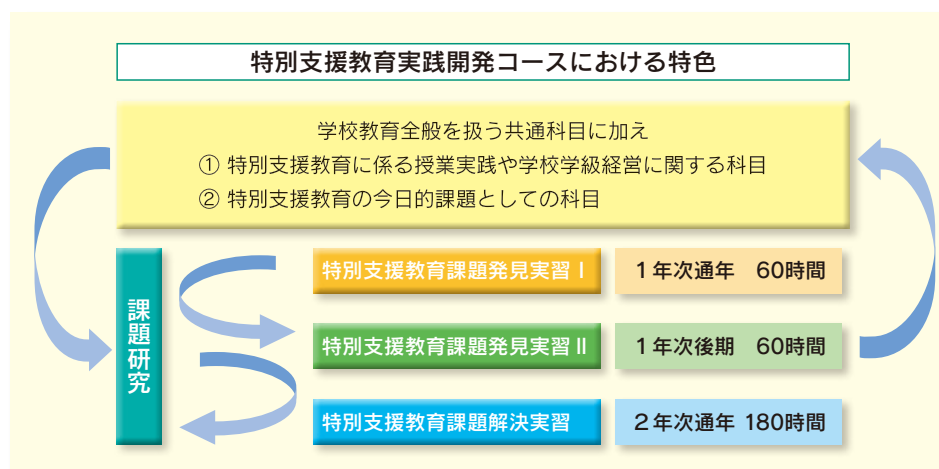 特別支援教育実践開発コースにおける特色
学校教育全般を扱う共通科目に加え
① 特別支援教育に係る授業実践や学校学級経営に関する科目
② 特別支援教育の今日的課題としての科目
課題研究
特別支援教育課題発見実習Ⅰ 1年次通年 60時間
特別支援教育課題発見実習Ⅱ 1年次後期 60時間
特別支援教育課題解決実習 2年次通年 180時間